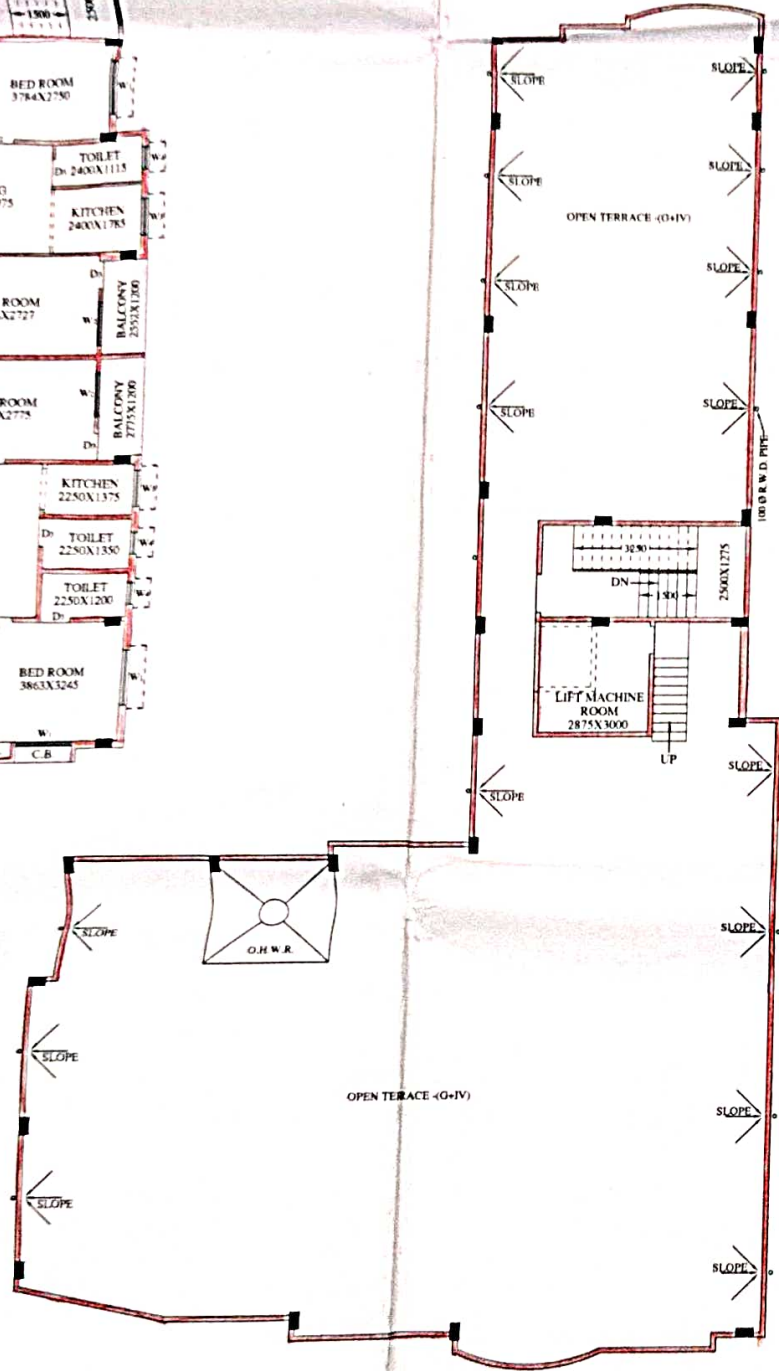 1500
BED ROOM
3784X2750
TOILET
2400X1115
KITCHEN
2400X1785
ROOM
X2727
BALCONY
2552X1200
ROOM
X2775
BALCONY
2775X1200
KITCHEN
2250X1375
TOILET
2250X1350
TOILET
2250X1200
BED ROOM
3863X3245
C.B
SLOPE
SLOPE
SLOPE
SLOPE
OPEN TERRACE -(G+IV)
SLOPE
SLOPE
SLOPE
SLOPE
100 Ø R.W.D. PIPE
3250
DN
1500
2500X1275
LIFT MACHINE
ROOM
2875X3000
UP
SLOPE
SLOPE
SLOPE
O.H.W.R.
SLOPE
SLOPE
OPEN TERRACE -(G+IV)
SLOPE
SLOPE
SLOPE